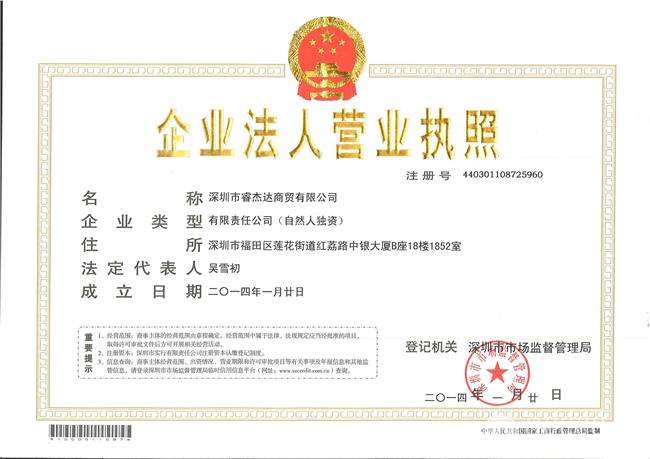 企业法人营业执照
注册号 440301108725960
名称 深圳市睿杰达商贸有限公司
企业类型 有限责任公司（自然人独资）
住所 深圳市福田区莲花街道红荔路中银大厦B座18楼1852室
法定代表人 吴雪初
成立日期 二〇一四年一月廿日
重要提示
1、经营范围：商事主体的经营范围由章程确定。经营范围中属于法律、法规规定应当经批准的项目，
取得许可审批文件后方可开展相关经营活动。
2、注册资本：深圳市实行有限责任公司注册资本认缴登记制度。
3、信息查询：商事主体经营范围、出资情况、营业期限和许可审批项目等有关事项及年报信息和其他监
管信息，请登录深圳市市场监督管理局临时信用信息平台（网址：www.szcredit.com.cn）查询。
登记机关 深圳市市场监督管理局
深圳市市场监督管理局
二〇一四年一月廿日
中华人民共和国国家工商行政管理总局监制